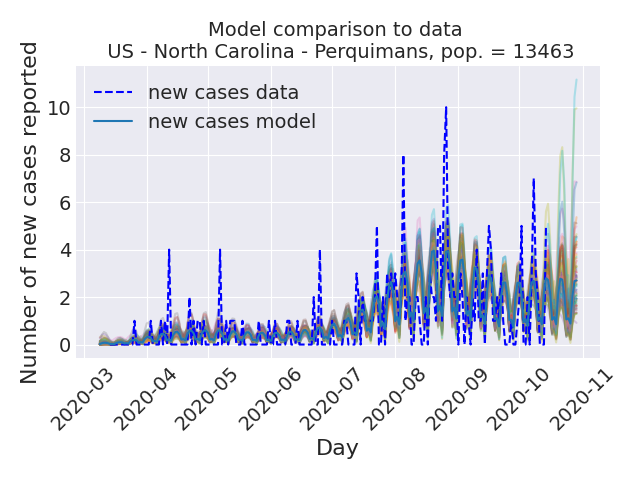 Model comparison to data
US - North Carolina - Perquimans, pop. = 13463
Number of new cases reported
10
8
6
4
2
0
new cases data
new cases model
2020-03
2020-04
2020-05
2020-06
2020-07
2020-08
2020-09
2020-10
2020-11
Day